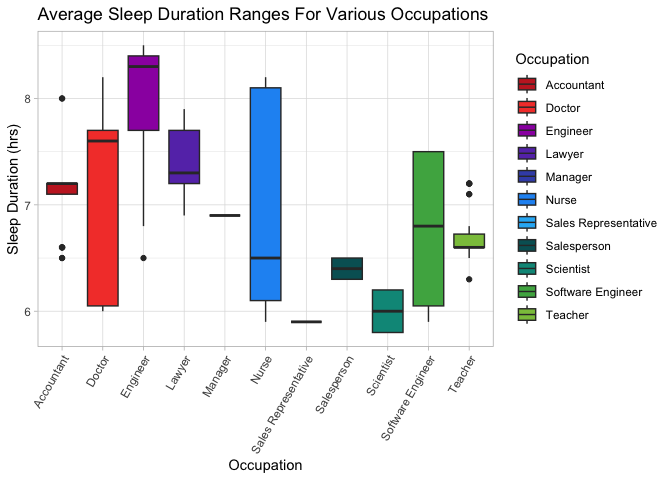 Average Sleep Duration Ranges For Various Occupations
Sleep Duration (hrs)
8
7
6
Accountant
Doctor
Engineer
Lawyer
Manager
Nurse
Sales Representative
Salesperson
Scientist
Software Engineer
Teacher
Occupation
Occupation
Accountant
Doctor
Engineer
Lawyer
Manager
Nurse
Sales Representative
Salesperson
Scientist
Software Engineer
Teacher